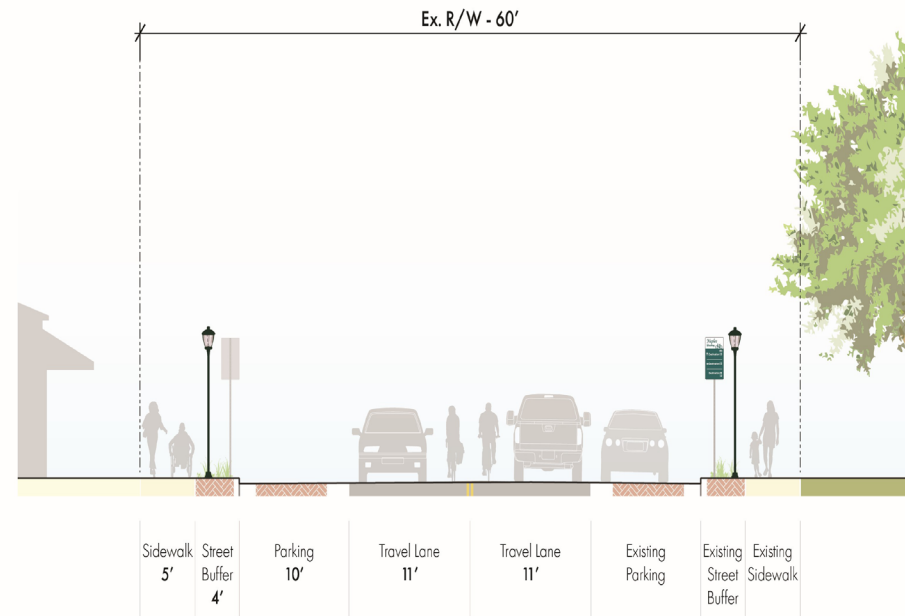 Ex. R/W - 60'
Naples
Sidewalk
5'
Street
Buffer
4'
Parking
10'
Travel Lane
11'
Travel Lane
11'
Existing
Parking
Existing
Street
Buffer
Existing
Sidewalk